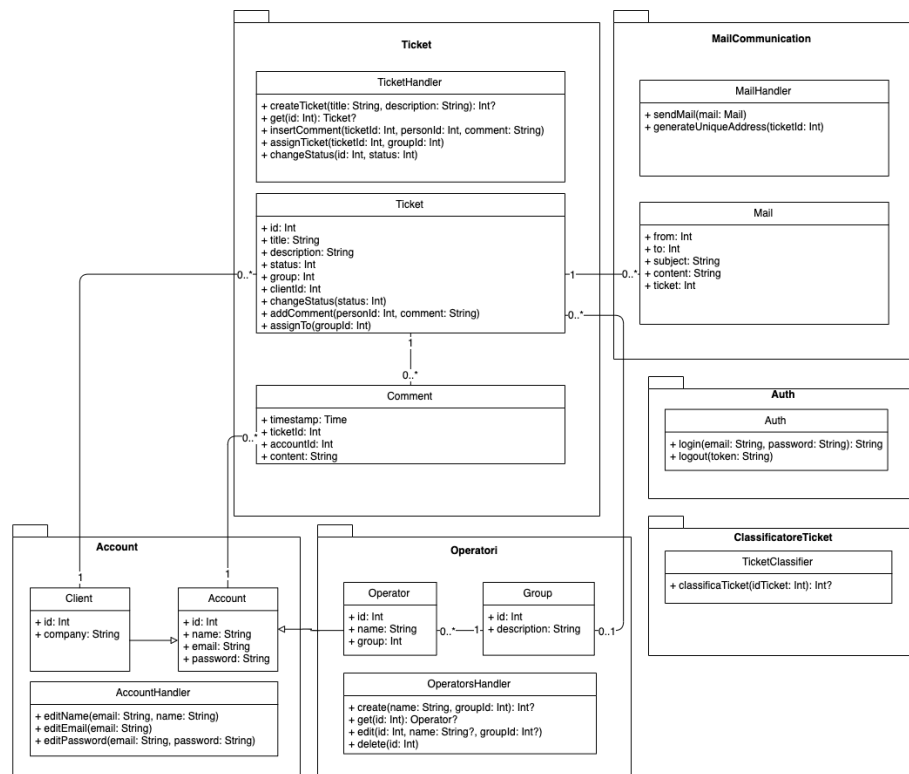 Ticket
TicketHandler
+ createTicket(title: String, description: String): Int?
+ get(id: Int): Ticket?
+ insertComment(ticketId: Int, personId: Int, comment: String)
+ assignTicket(ticketId: Int, groupId: Int)
+ changeStatus(id: Int, status: Int)
Ticket
+ id: Int
+ title: String
+ description: String
+ status: Int
+ group: Int
+ clientId: Int
+ changeStatus(status: Int)
+ addComment(personId: Int, comment: String)
+ assignTo(groupId: Int)
0..*
1
0..*
0..*
1
0..*
Comment
+ timestamp: Time
+ ticketId: Int
+ accountId: Int
+ content: String
0..*
MailCommunication
MailHandler
+ sendMail(mail: Mail)
+ generateUniqueAddress(ticketId: Int)
Mail
+ from: Int
+ to: Int
+ subject: String
+ content: String
+ ticket: Int
Auth
Auth
+ login(email: String, password: String): String
+ logout(token: String)
ClassificatoreTicket
TicketClassifier
+ classificaTicket(idTicket: Int): Int?
Account
1
1
Client
+ id: Int
+ company: String
Account
+ id: Int
+ name: String
+ email: String
+ password: String
AccountHandler
+ editName(email: String, name: String)
+ editEmail(email: String)
+ editPassword(email: String, password: String)
Operatori
Operator
+ id: Int
+ name: String
+ group: Int
0..*
1
Group
+ id: Int
+ description: String
0..1
OperatorsHandler
+ create(name: String, groupId: Int): Int?
+ get(id: Int): Operator?
+ edit(id: Int, name: String?, groupId: Int?)
+ delete(id: Int)